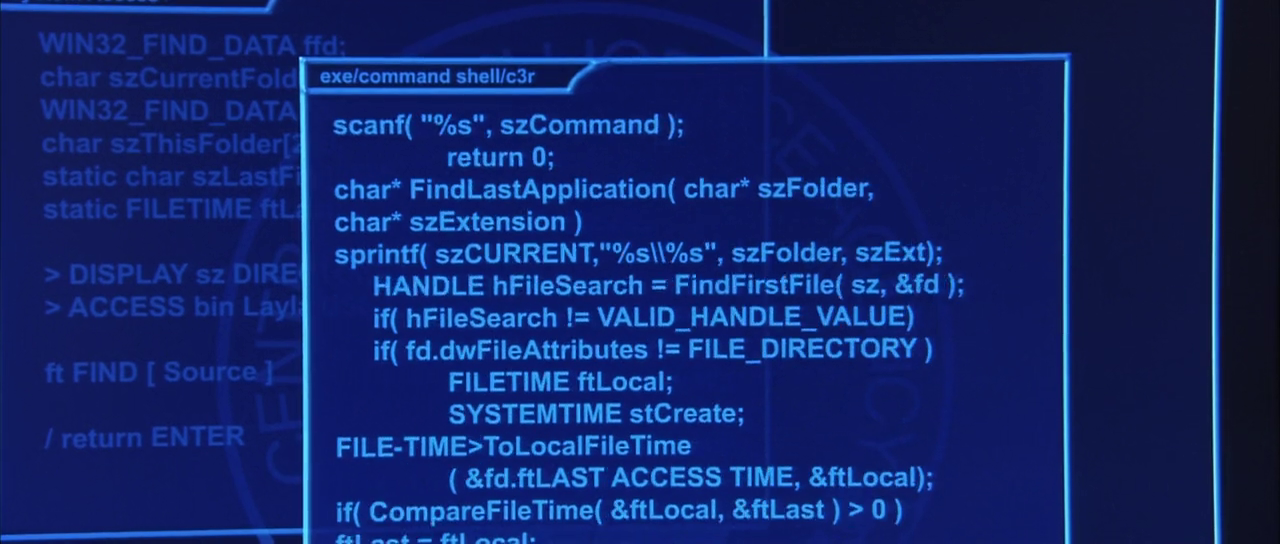 WIN32_FIND_DATA ffd;
char szCurrentFold
WIN32_FIND_DATA
char szThisFolder[
static char szLastFi
static FILETIME ftLa
> DISPLAY sz DIRE
> ACCESS bin Layl
ft FIND [ Source ]
/ return ENTER
exe/command shell/c3r
scanf( "%s", szCommand );
return 0;
char* FindLastApplication( char* szFolder,
char* szExtension )
sprintf( szCURRENT,"%s\\%s", szFolder, szExt);
HANDLE hFileSearch = FindFirstFile( sz, &fd );
if( hFileSearch != VALID_HANDLE_VALUE)
if( fd.dwFileAttributes != FILE_DIRECTORY )
FILETIME ftLocal;
SYSTEMTIME stCreate;
FILE-TIME>ToLocalFileTime
( &fd.ftLAST ACCESS TIME, &ftLocal);
if( CompareFileTime( &ftLocal, &ftLast ) > 0 )
ftLast = ftLocal;